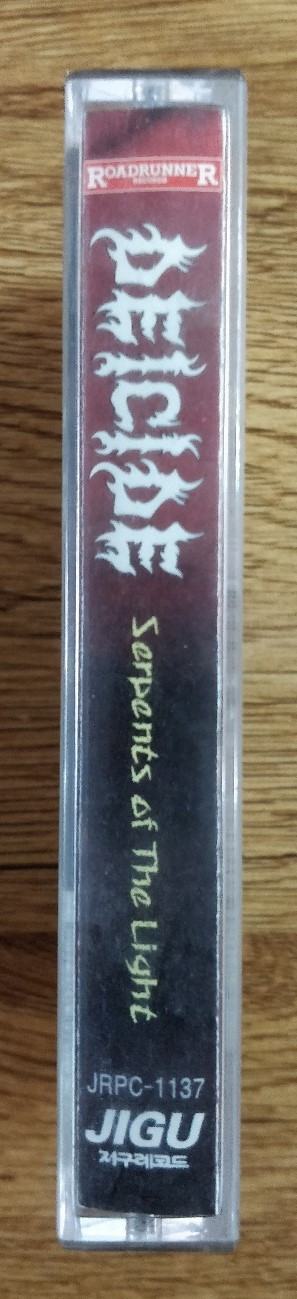 ROADRUNNER
RECORDS
DEICIDE
Serpents of The Light
JRPC-1137
JIGU
지구레코드